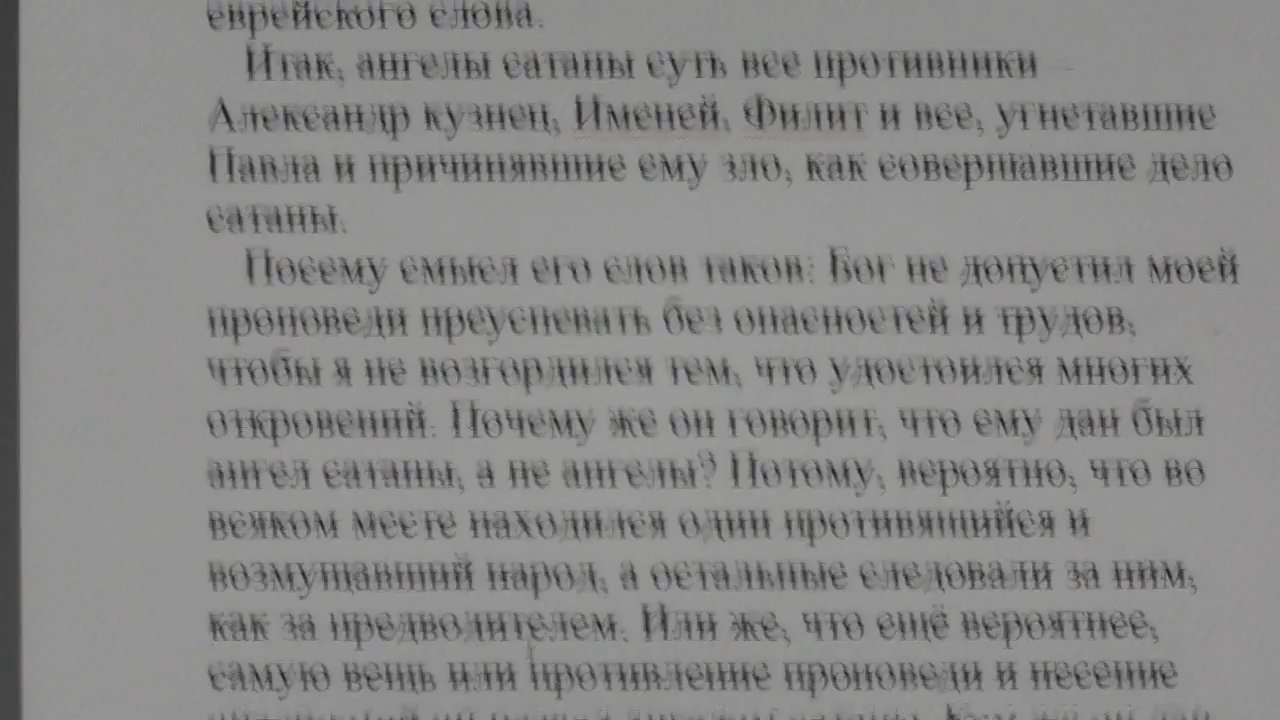 еврейского слова.
Итак, ангелы сатаны суть все противники
Александр кузнец, Именей, Филит и все, угнетавшие
Павла и причинявшие ему зло, как совершавшие дело
сатаны.
Посему смысл его слов таков: Бог не допустил моей
проповеди преуспевать без опасностей и трудов,
чтобы я не возгордился тем, что удостоился многих
откровений. Почему же он говорит, что ему дан был
ангел сатаны, а не ангелы? Потому, вероятно, что во
всяком месте находился один противящийся и
возмущавший народ, а остальные следовали за ним,
как за предводителем. Или же, что ещё вероятнее,
самую вещь или противление проповеди и несение